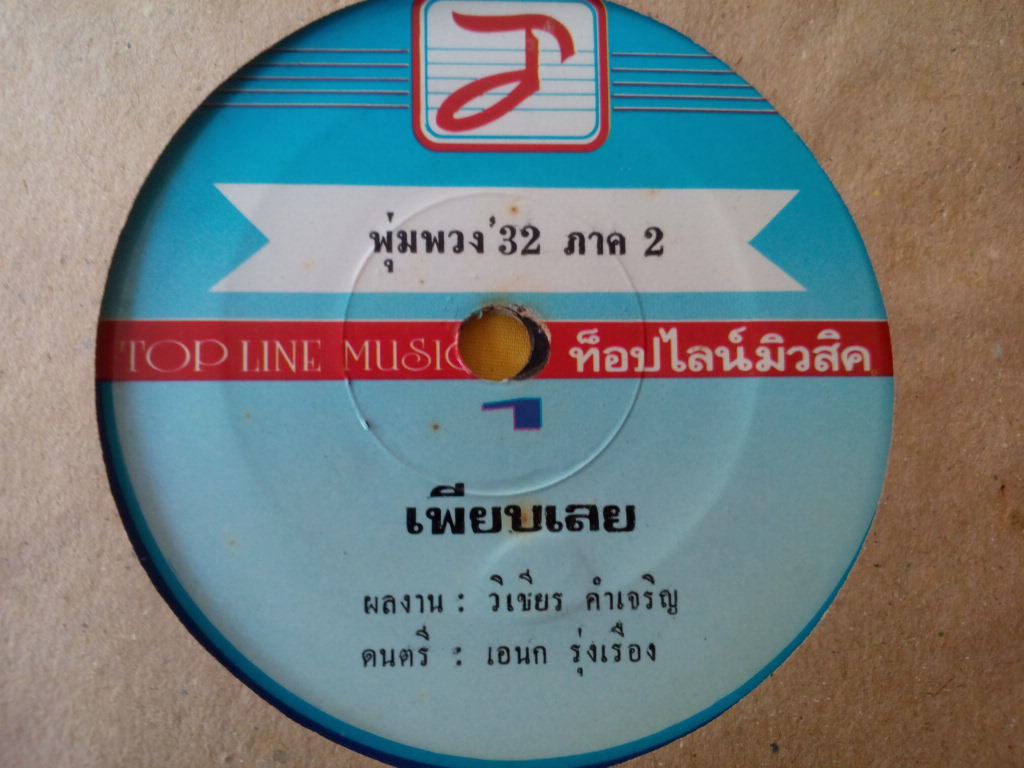 พุ่มพวง'32 ภาค 2
TOP LINE MUSIC ท็อปไลน์มิวสิค
เพียบเลย
ผลงาน : วิเชียร คำเจริญ
ดนตรี : เอนก รุ่งเรือง